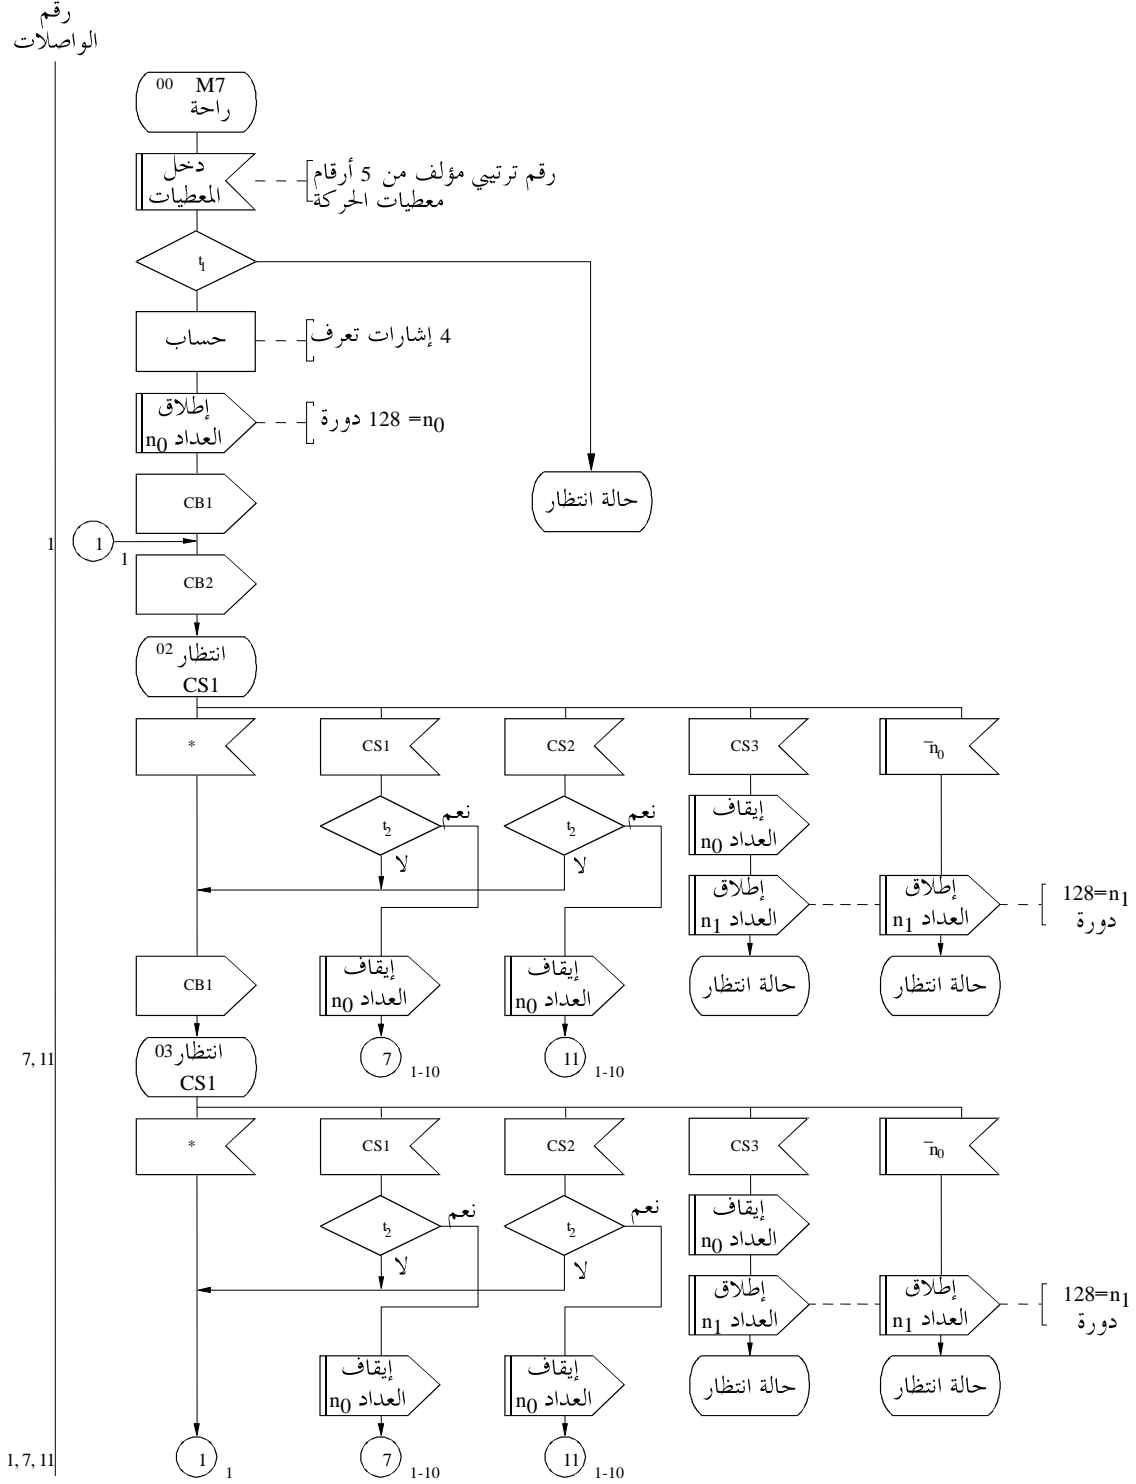 رقم
الواصلات
00 M7
راحة
دخل
المعطيات
رقم ترتيبي مؤلف من 5 أرقام
معطيات الحركة
t1
حساب
4 إشارات تعرف
إطلاق
العداد n0
n0= 128 دورة
CB1
حالة انتظار
1
1
1
CB2
انتظار 02
CS1
*
CS1
CS2
CS3
n̅0
t2
نعم
لا
t2
نعم
لا
إيقاف
العداد n0
إطلاق
العداد n1
إطلاق
العداد n1
128=n1
دورة
CB1
إيقاف
العداد n0
إيقاف
العداد n0
حالة انتظار
حالة انتظار
7, 11
انتظار 03
CS1
7
1-10
11
1-10
*
CS1
CS2
CS3
n̅0
t2
نعم
لا
t2
نعم
لا
إيقاف
العداد n0
إطلاق
العداد n1
إطلاق
العداد n1
128=n1
دورة
إيقاف
العداد n0
إيقاف
العداد n0
حالة انتظار
حالة انتظار
1, 7, 11
1
1
7
1-10
11
1-10